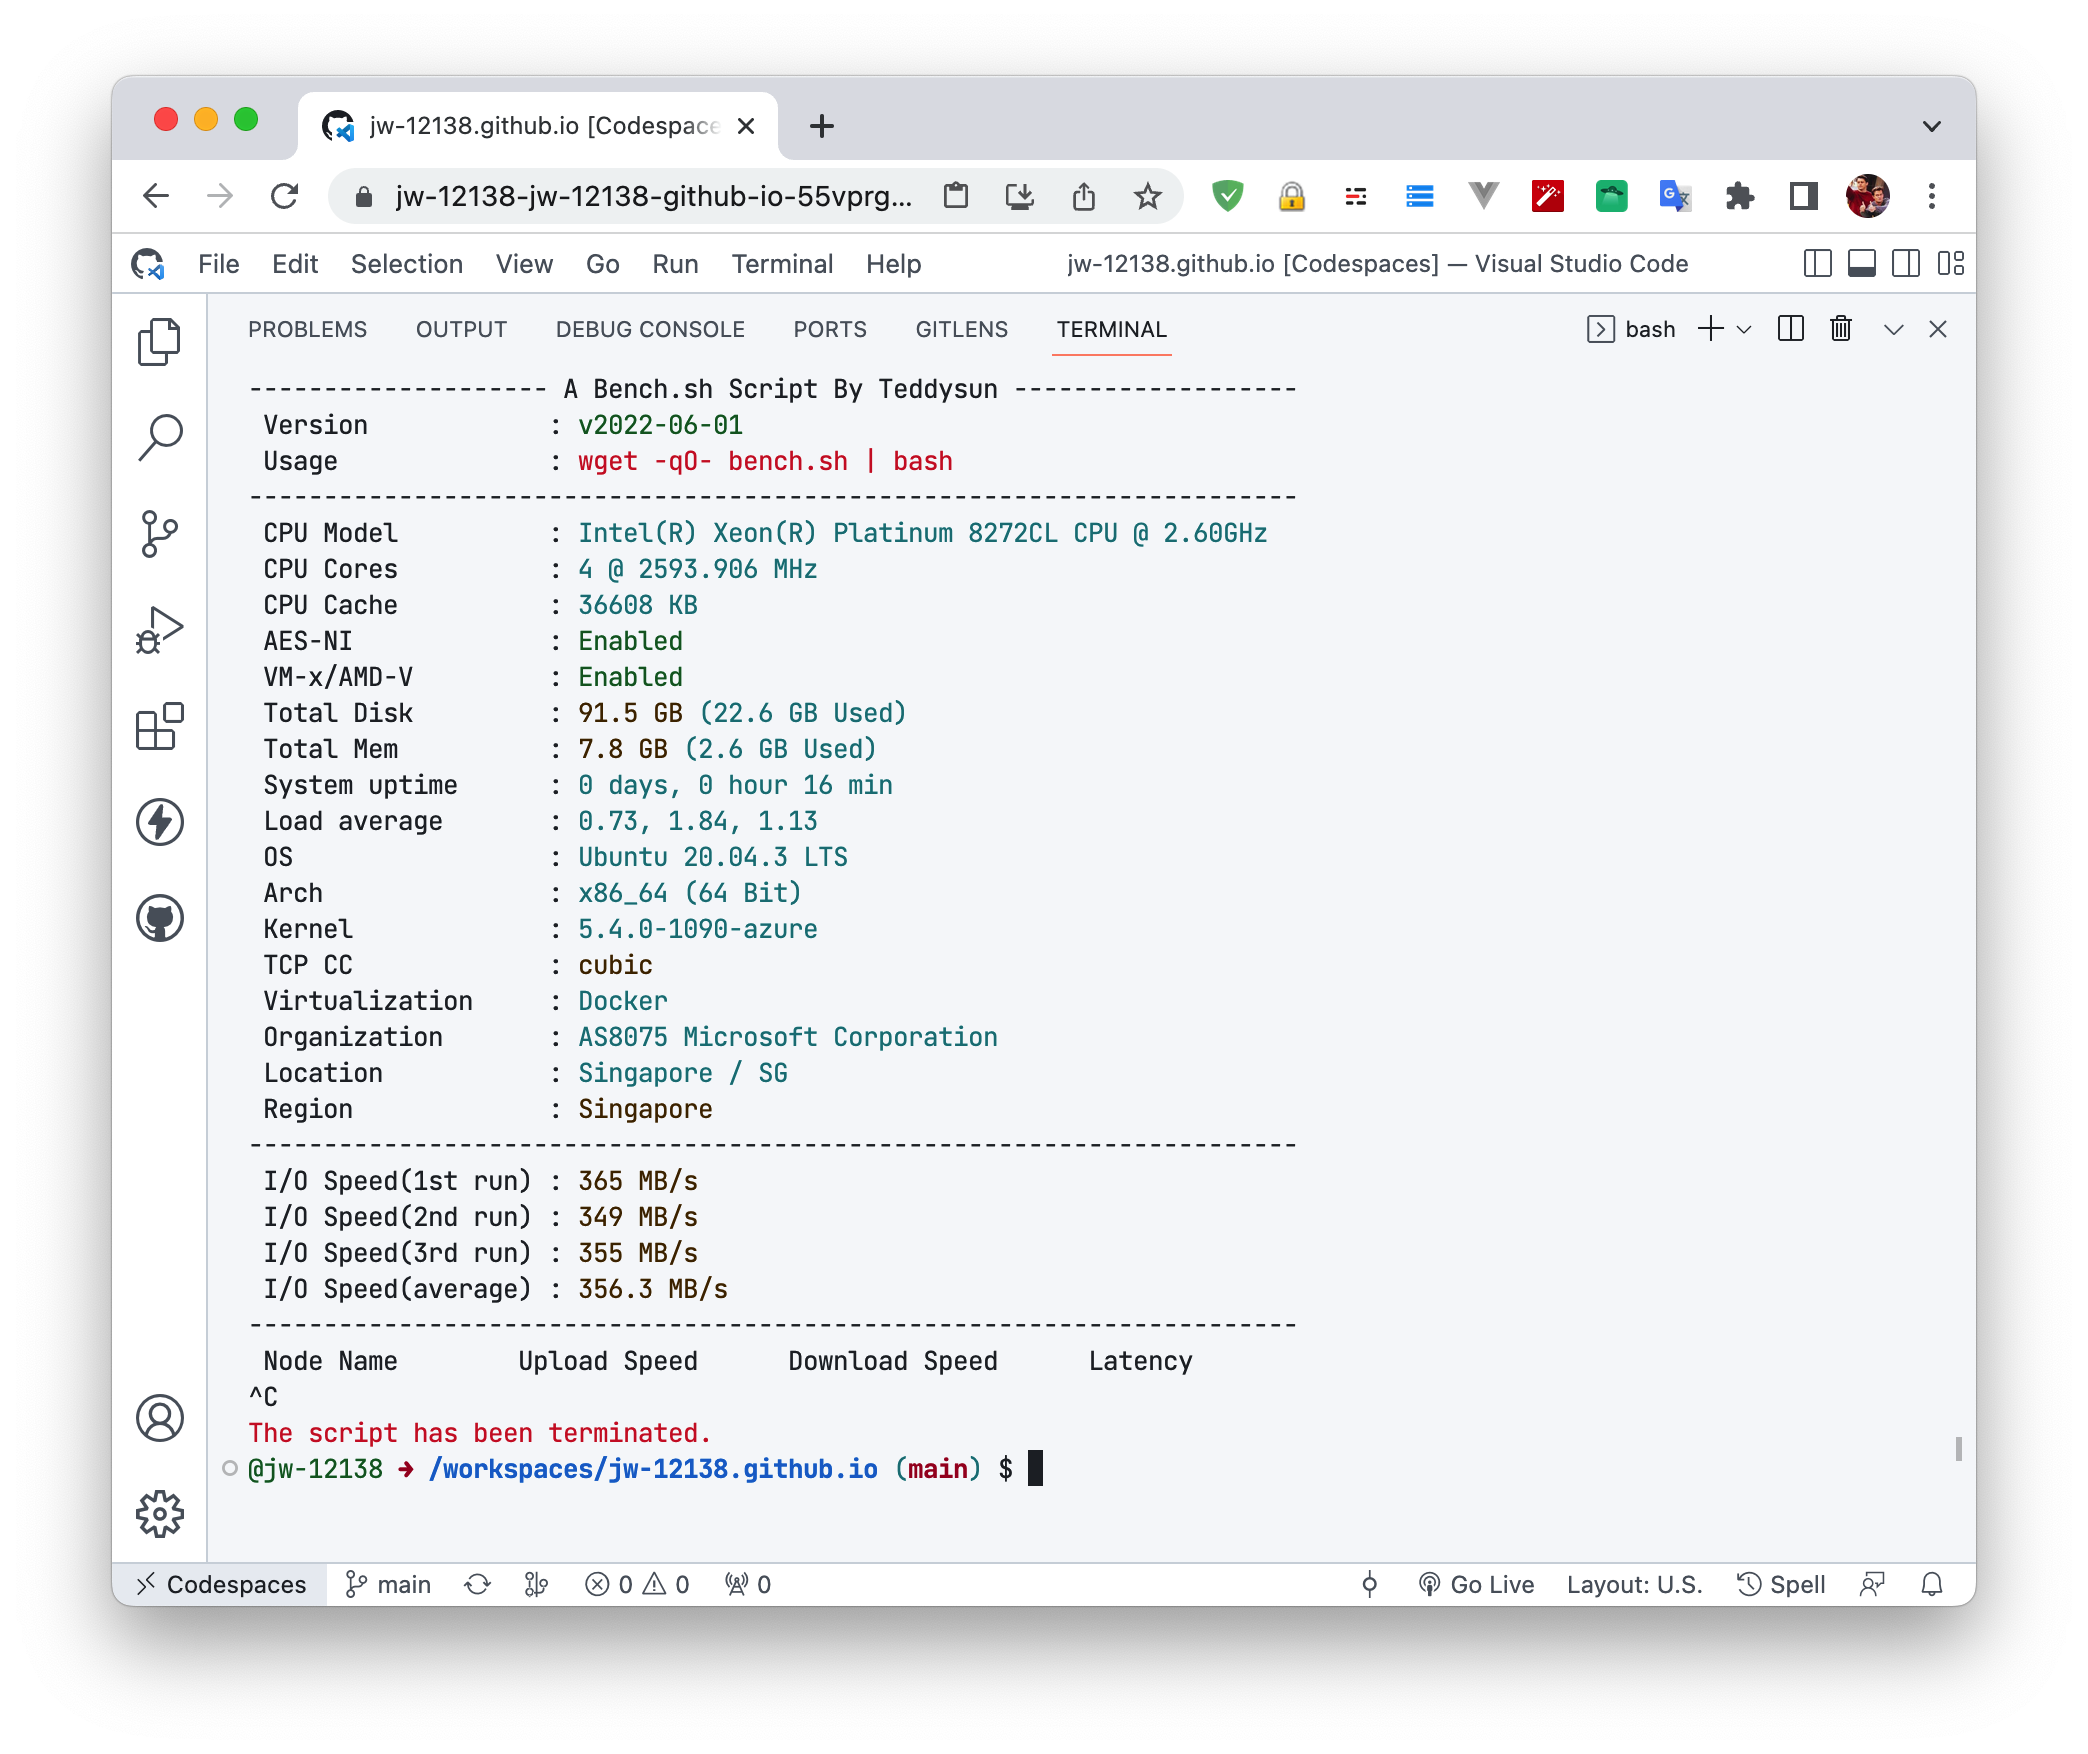 jw-12138.github.io [Codespace
jw-12138-jw-12138-github-io-55vprg...
File Edit Selection View Go Run Terminal Help jw-12138.github.io [Codespaces] — Visual Studio Code
PROBLEMS OUTPUT DEBUG CONSOLE PORTS GITLENS TERMINAL bash
-------------------- A Bench.sh Script By Teddysun -------------------
Version : v2022-06-01
Usage : wget -qO- bench.sh | bash
----------------------------------------------------------------------
CPU Model : Intel(R) Xeon(R) Platinum 8272CL CPU @ 2.60GHz
CPU Cores : 4 @ 2593.906 MHz
CPU Cache : 36608 KB
AES-NI : Enabled
VM-x/AMD-V : Enabled
Total Disk : 91.5 GB (22.6 GB Used)
Total Mem : 7.8 GB (2.6 GB Used)
System uptime : 0 days, 0 hour 16 min
Load average : 0.73, 1.84, 1.13
OS : Ubuntu 20.04.3 LTS
Arch : x86_64 (64 Bit)
Kernel : 5.4.0-1090-azure
TCP CC : cubic
Virtualization : Docker
Organization : AS8075 Microsoft Corporation
Location : Singapore / SG
Region : Singapore
----------------------------------------------------------------------
I/O Speed(1st run) : 365 MB/s
I/O Speed(2nd run) : 349 MB/s
I/O Speed(3rd run) : 355 MB/s
I/O Speed(average) : 356.3 MB/s
----------------------------------------------------------------------
Node Name Upload Speed Download Speed Latency
^C
The script has been terminated.
@jw-12138 ➜ /workspaces/jw-12138.github.io (main) $
Codespaces main 0 0 0 Go Live Layout: U.S. Spell